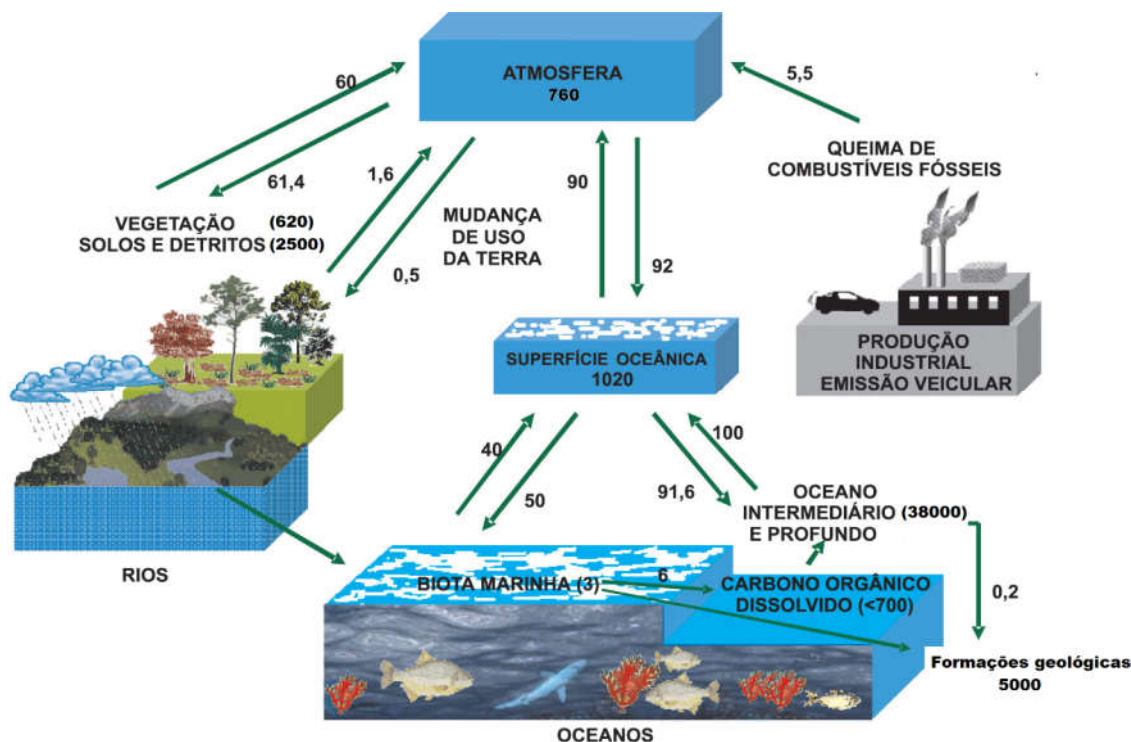 ATMOSFERA
760
60
61,4
5,5
1,6
0,5
MUDANÇA
DE USO
DA TERRA
90
92
QUEIMA DE
COMBUSTÍVEIS FÓSSEIS
VEGETAÇÃO (620)
SOLOS E DETRITOS (2500)
SUPERFÍCIE OCEÂNICA
1020
PRODUÇÃO
INDUSTRIAL
EMISSÃO VEICULAR
40
50
100
91,6
OCEANO
INTERMEDIÁRIO (38000)
E PROFUNDO
RIOS
BIOTA MARINHA (3)
6
CARBONO ORGÂNICO
DISSOLVIDO (<700)
0,2
Formações geológicas
5000
OCEANOS